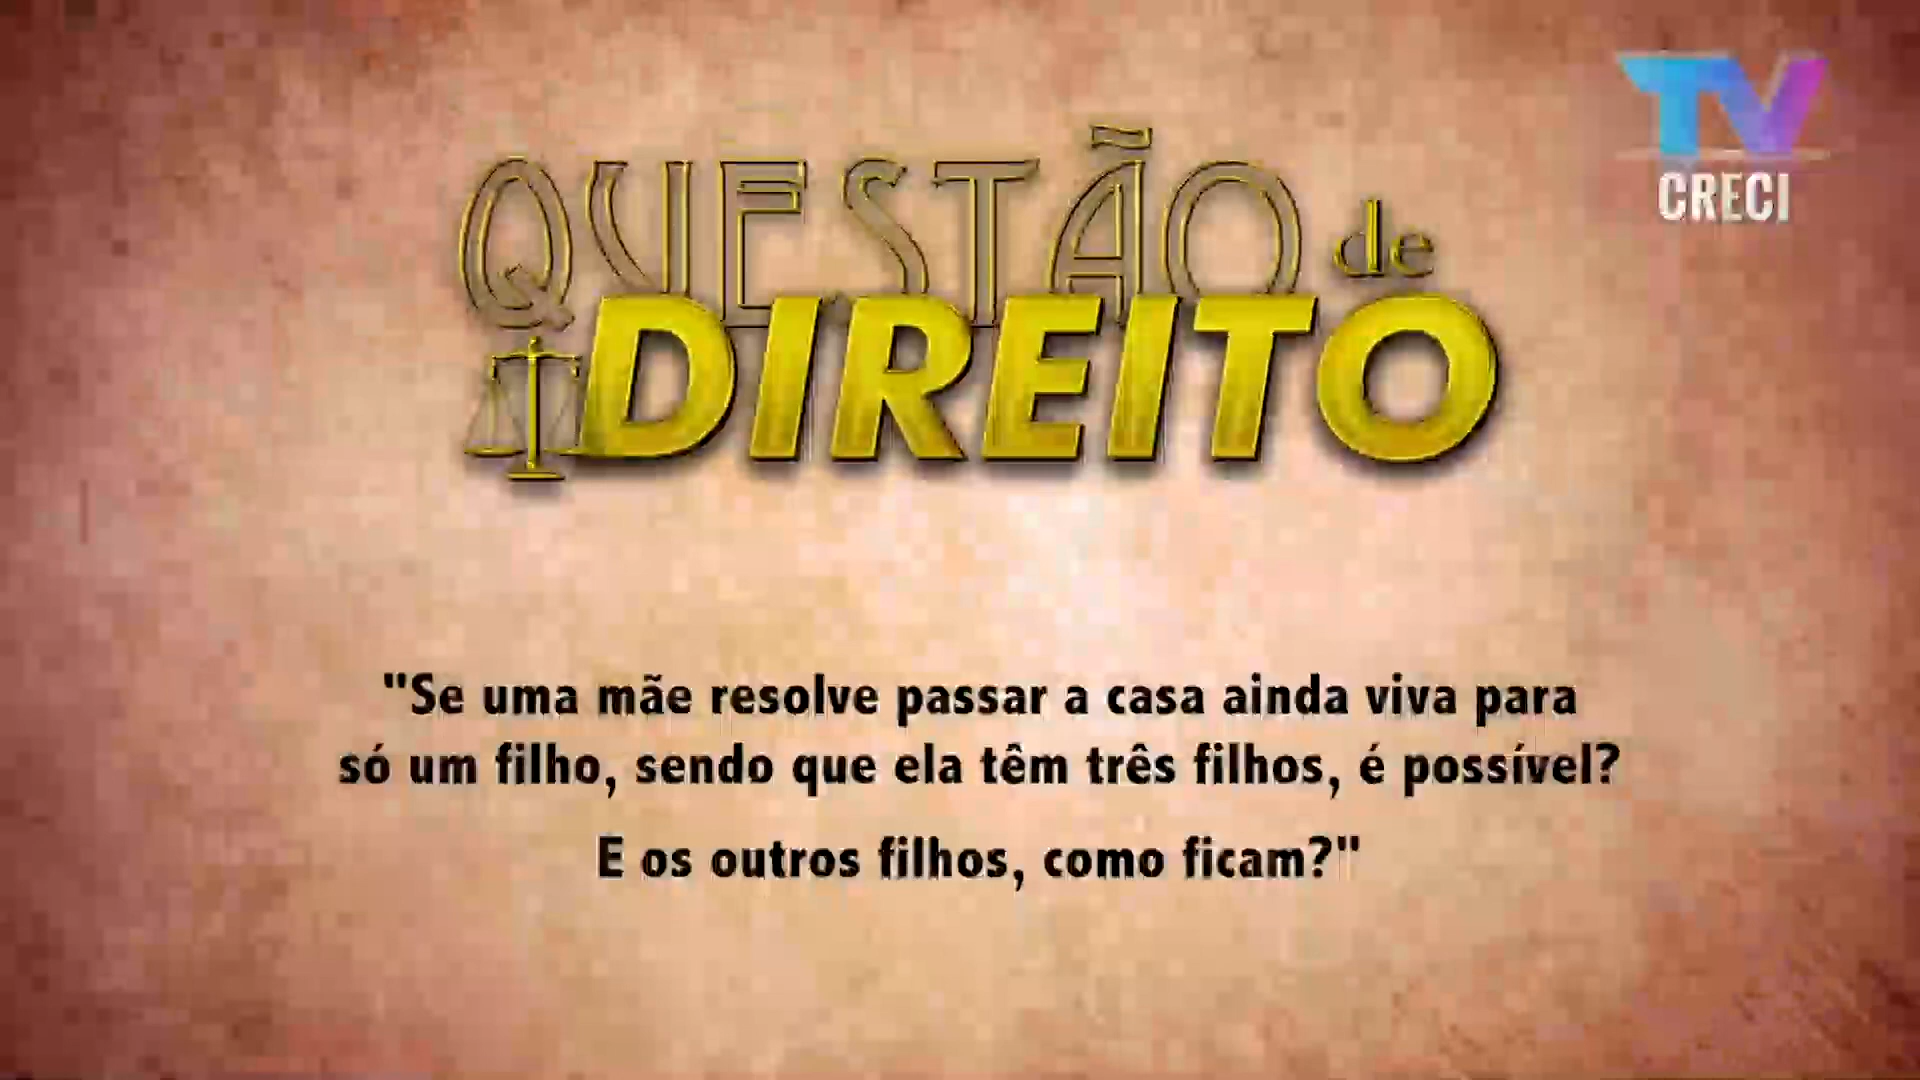 TV
CRECI
QUESTÃO de
DIREITO
"Se uma mãe resolve passar a casa ainda viva para
só um filho, sendo que ela têm três filhos, é possível?
E os outros filhos, como ficam?"